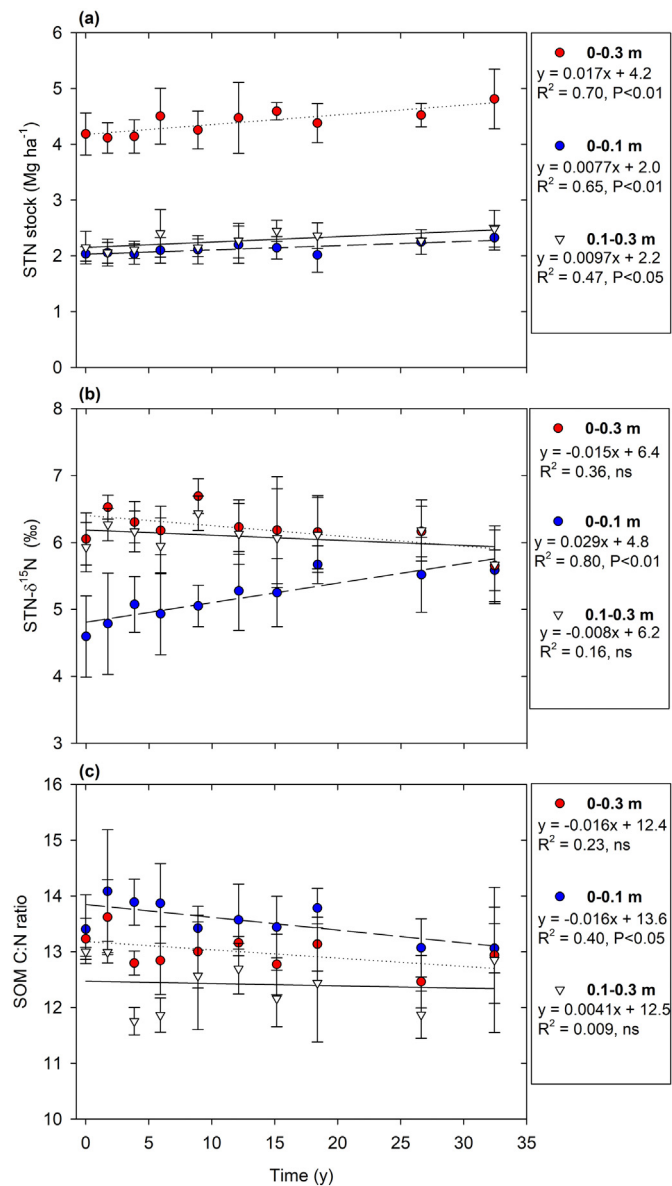 (a)
6
5
4
3
2
1
0
STN stock (Mg ha⁻¹)
0-0.3 m
y = 0.017x + 4.2
R² = 0.70, P<0.01
0-0.1 m
y = 0.0077x + 2.0
R² = 0.65, P<0.01
0.1-0.3 m
y = 0.0097x + 2.2
R² = 0.47, P<0.05
(b)
8
7
6
5
4
3
STN-δ¹⁵N (‰)
0-0.3 m
y = -0.015x + 6.4
R² = 0.36, ns
0-0.1 m
y = 0.029x + 4.8
R² = 0.80, P<0.01
0.1-0.3 m
y = -0.008x + 6.2
R² = 0.16, ns
(c)
16
15
14
13
12
11
10
SOM C:N ratio
0-0.3 m
y = -0.016x + 12.4
R² = 0.23, ns
0-0.1 m
y = -0.016x + 13.6
R² = 0.40, P<0.05
0.1-0.3 m
y = 0.0041x + 12.5
R² = 0.009, ns
0 5 10 15 20 25 30 35
Time (y)